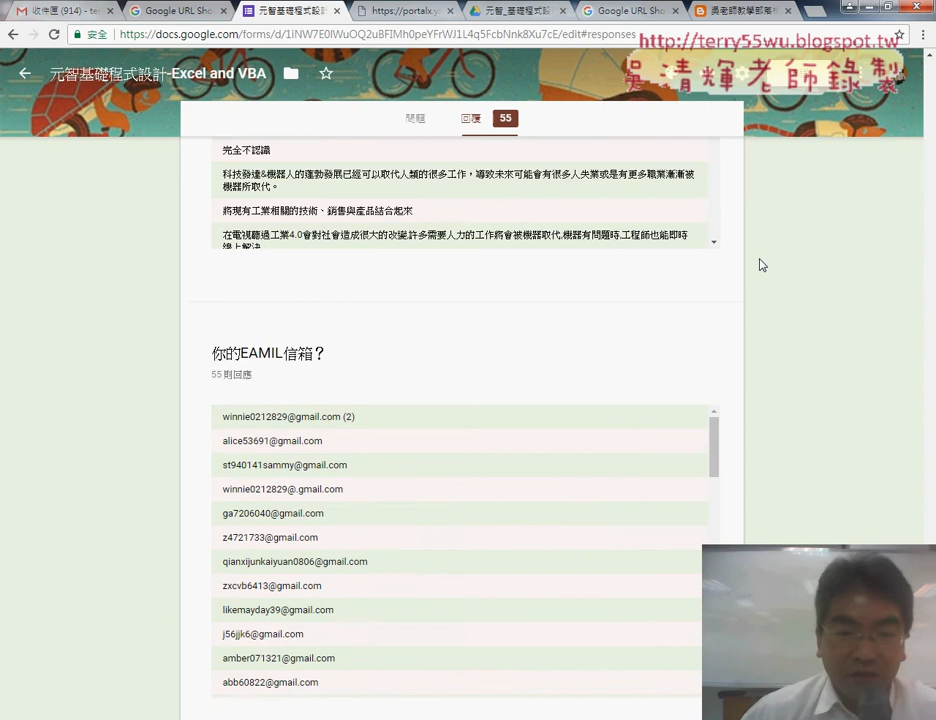 收件匣 (914) - te
Google URL Sho
元智基礎程式設計
https://portalx.y
元智_基礎程式設
Google URL Sho
吳老師教學部落格
安全 https://docs.google.com/forms/d/1iNW7E0lWuOQ2uBFIMh0peYFrWJ1L4q5FcbNnk8Xu7cE/edit#responses
http://terry55wu.blogspot.tw
吳清輝老師錄製
元智基礎程式設計-Excel and VBA
問題 回覆 55
完全不認識
科技發達&機器人的蓬勃發展已經可以取代人類的很多工作，導致未來可能會有很多人失業或是有更多職業漸漸被
機器所取代。
將現有工業相關的技術、銷售與產品結合起來
在電視聽過工業4.0會對社會造成很大的改變,許多需要人力的工作將會被機器取代,機器有問題時,工程師也能即時
線上解決
你的EAMIL信箱？
55 則回應
winnie0212829@gmail.com (2)
alice53691@gmail.com
st940141sammy@gmail.com
winnie0212829@.gmail.com
ga7206040@gmail.com
z4721733@gmail.com
qianxijunkaiyuan0806@gmail.com
zxcvb6413@gmail.com
likemayday39@gmail.com
j56jjk6@gmail.com
amber071321@gmail.com
abb60822@gmail.com